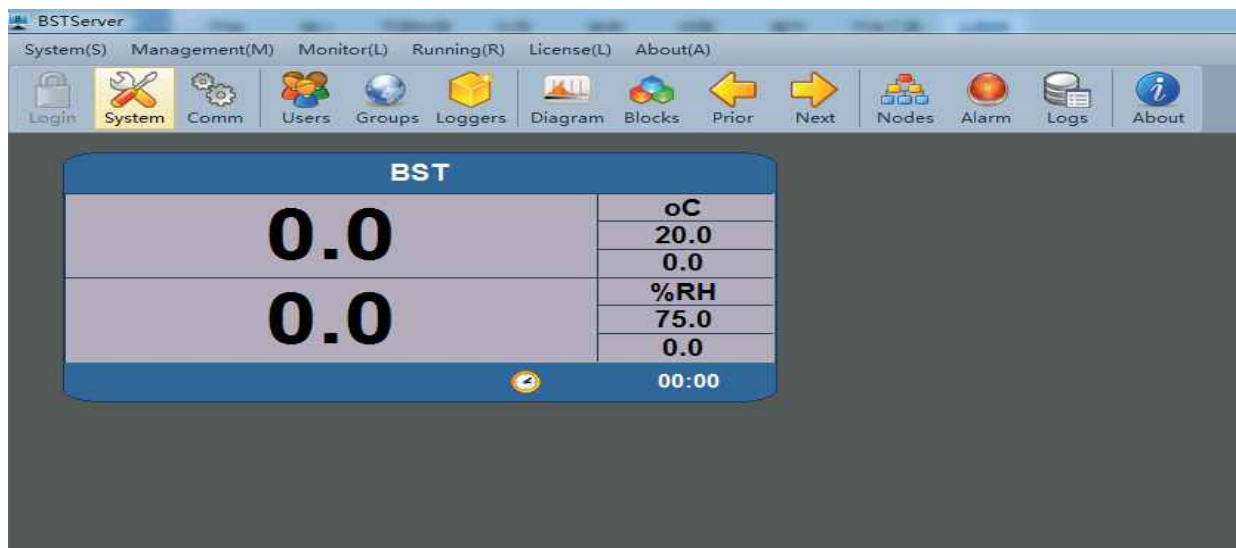 BSTServer
System(S) Management(M) Monitor(L) Running(R) License(L) About(A)
Login System Comm Users Groups Loggers Diagram Blocks Prior Next Nodes Alarm Logs About
BST
0.0
oC
20.0
0.0
0.0
%RH
75.0
0.0
00:00